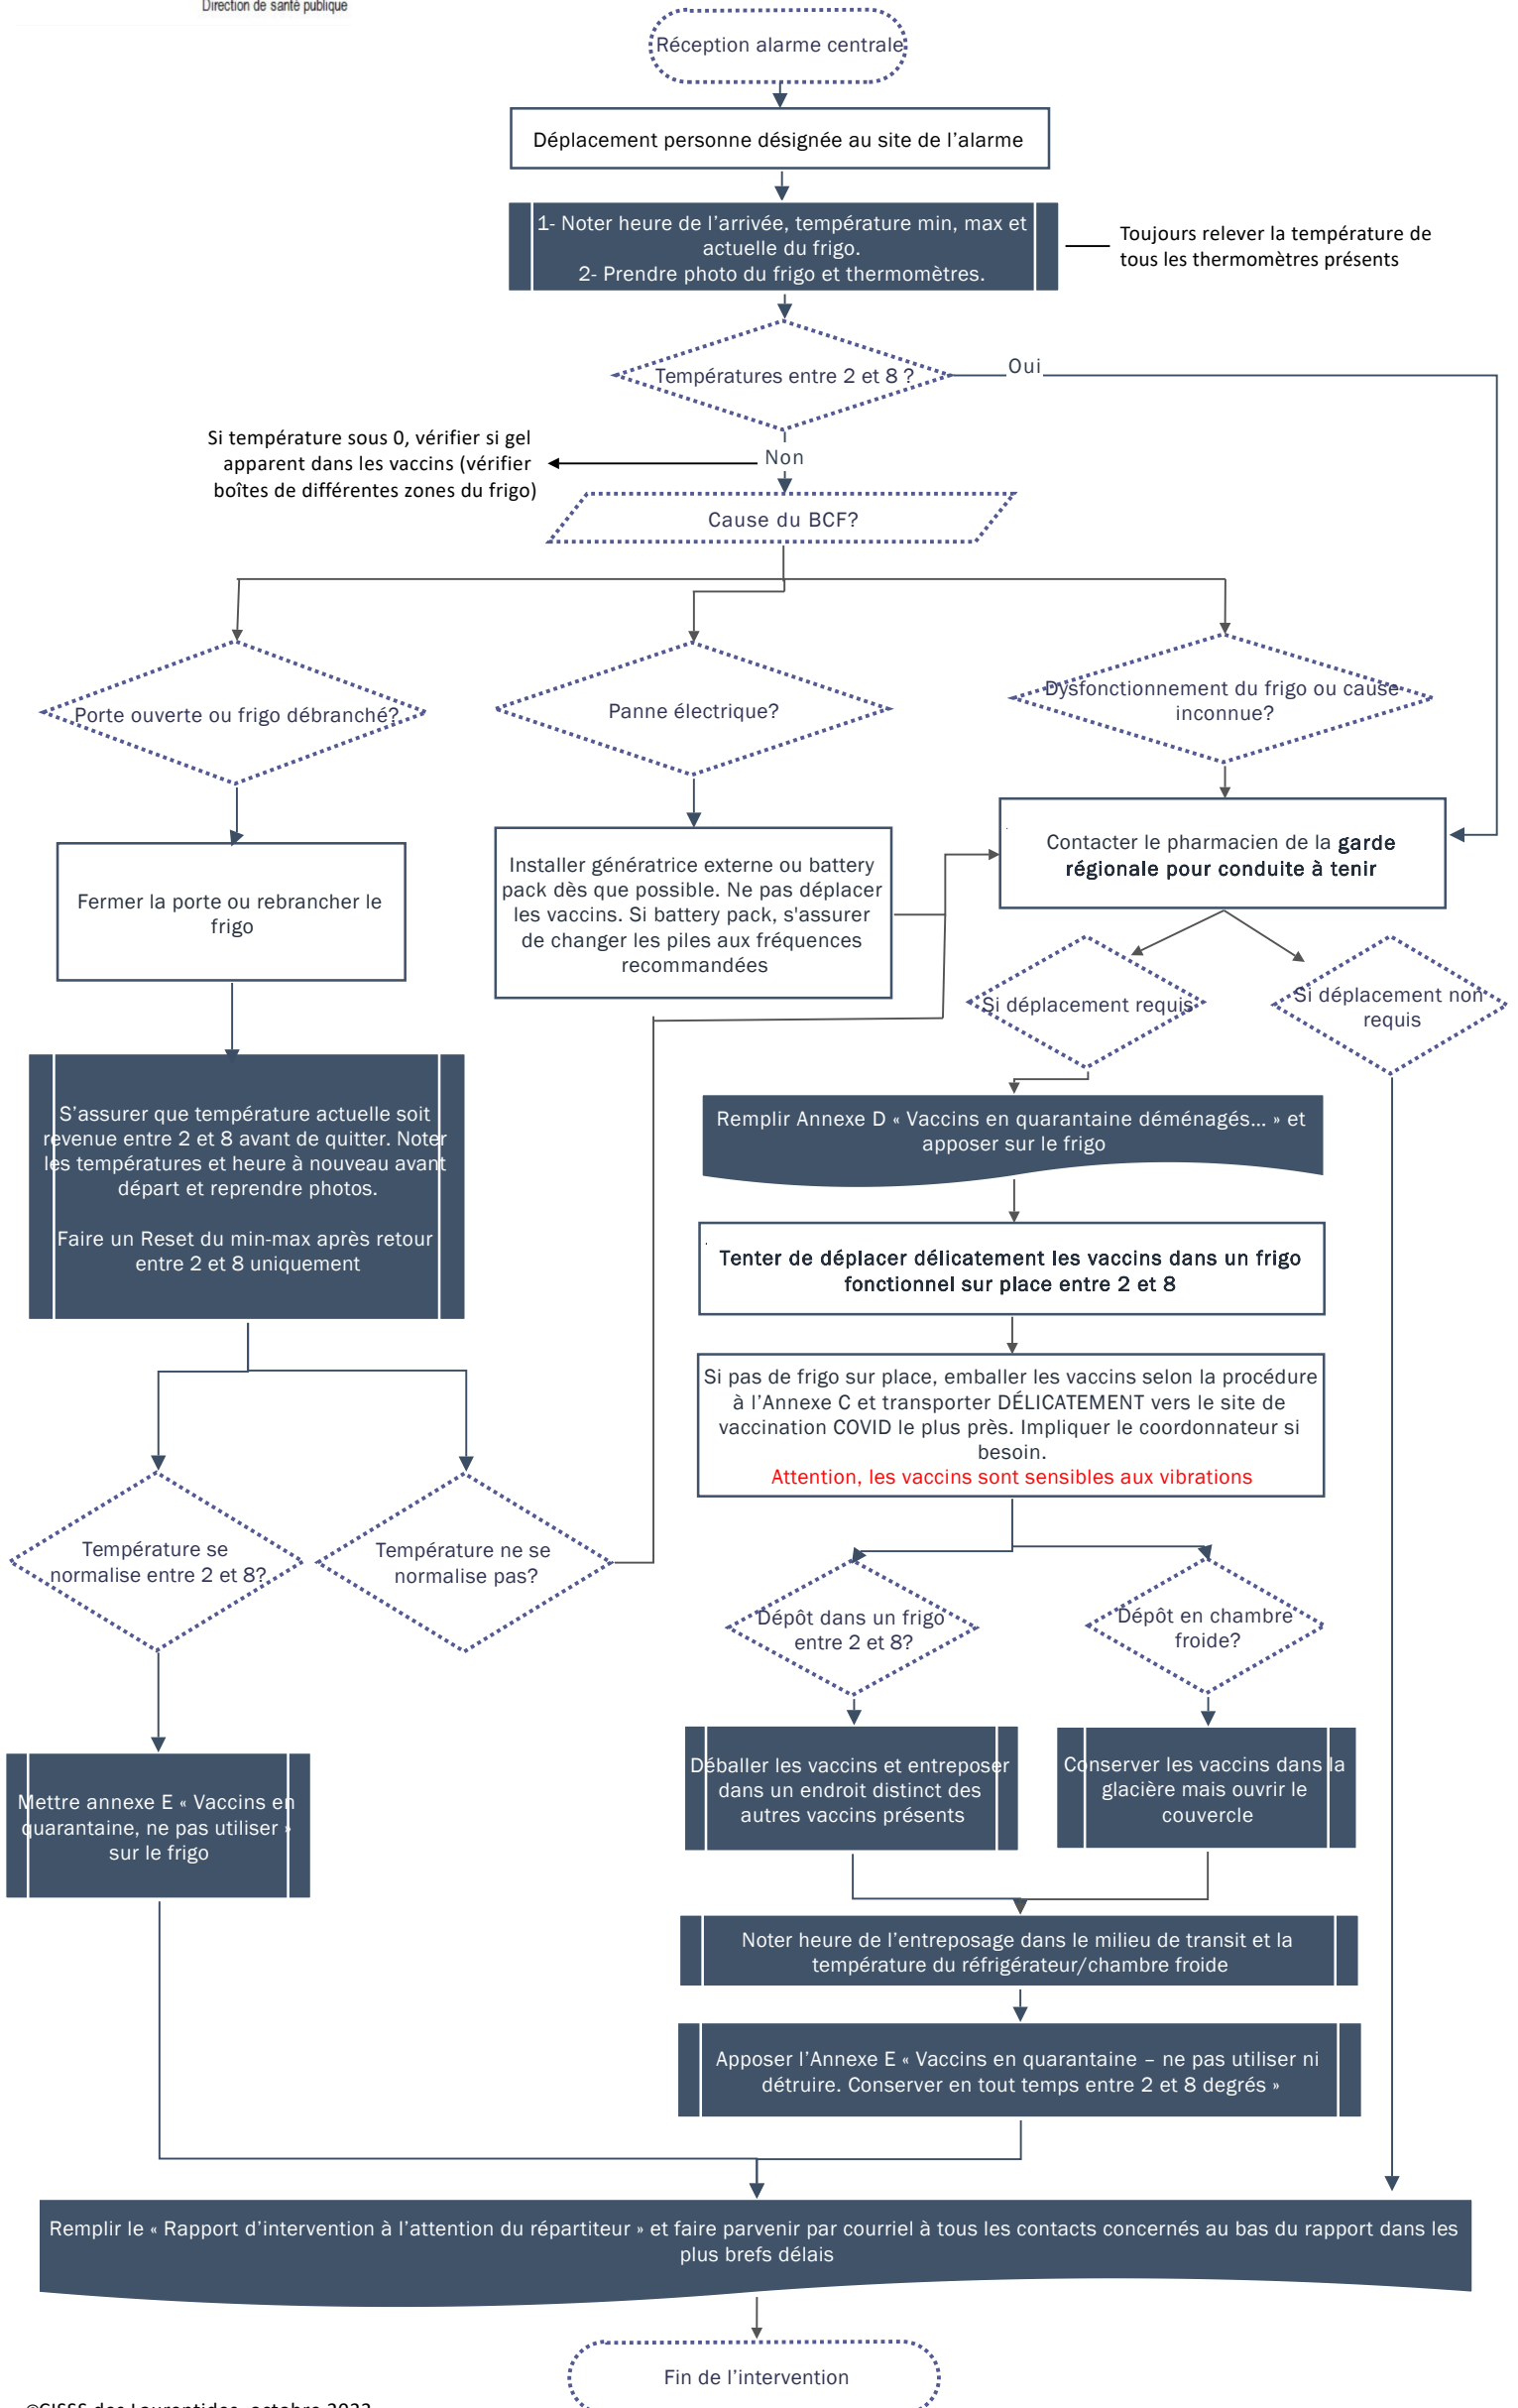 Direction de santé publique
Réception alarme centrale
Déplacement personne désignée au site de l'alarme
1- Noter heure de l'arrivée, température min, max et
actuelle du frigo.
2- Prendre photo du frigo et thermomètres.
Toujours relever la température de
tous les thermomètres présents
Températures entre 2 et 8 ?
Oui
Si température sous 0, vérifier si gel
apparent dans les vaccins (vérifier
boîtes de différentes zones du frigo)
Non
Cause du BCF?
Porte ouverte ou frigo débranché?
Panne électrique?
Dysfonctionnement du frigo ou cause
inconnue?
Fermer la porte ou rebrancher le
frigo
Installer génératrice externe ou battery
pack dès que possible. Ne pas déplacer
les vaccins. Si battery pack, s'assurer
de changer les piles aux fréquences
recommandées
Contacter le pharmacien de la garde
régionale pour conduite à tenir
Si déplacement requis
Si déplacement non
requis
S'assurer que température actuelle soit
revenue entre 2 et 8 avant de quitter. Noter
les températures et heure à nouveau avant
départ et reprendre photos.
Faire un Reset du min-max après retour
entre 2 et 8 uniquement
Remplir Annexe D « Vaccins en quarantaine déménagés... » et
apposer sur le frigo
Tenter de déplacer délicatement les vaccins dans un frigo
fonctionnel sur place entre 2 et 8
Si pas de frigo sur place, emballer les vaccins selon la procédure
à l'Annexe C et transporter DÉLICATEMENT vers le site de
vaccination COVID le plus près. Impliquer le coordonnateur si
besoin.
Attention, les vaccins sont sensibles aux vibrations
Température se
normalise entre 2 et 8?
Température ne se
normalise pas?
Dépôt dans un frigo
entre 2 et 8?
Dépôt en chambre
froide?
Mettre annexe E « Vaccins en
quarantaine, ne pas utiliser »
sur le frigo
Déballer les vaccins et entreposer
dans un endroit distinct des
autres vaccins présents
Conserver les vaccins dans la
glacière mais ouvrir le
couvercle
Noter heure de l'entreposage dans le milieu de transit et la
température du réfrigérateur/chambre froide
Apposer l'Annexe E « Vaccins en quarantaine – ne pas utiliser ni
détruire. Conserver en tout temps entre 2 et 8 degrés »
Remplir le « Rapport d'intervention à l'attention du répartiteur » et faire parvenir par courriel à tous les contacts concernés au bas du rapport dans les
plus brefs délais
Fin de l'intervention